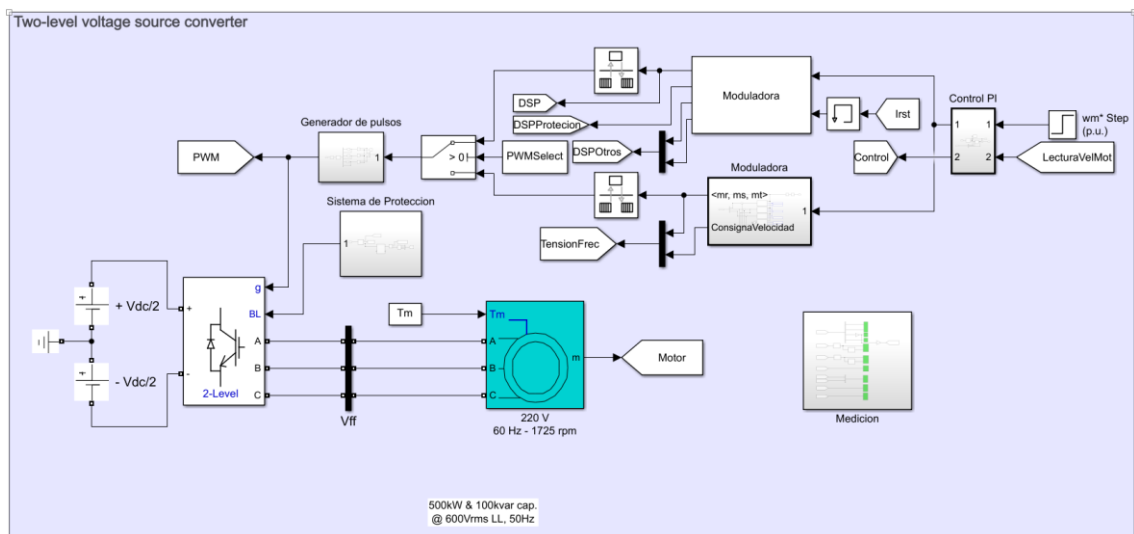 Two-level voltage source converter
Moduladora
DSP
DSPProtecion
DSPOtros
Irst
Control PI
1
1
2
2
wm* Step
(p.u.)
LecturaVelMot
Control
Generador de pulsos
1
PWM
> 0
PWMSelect
Moduladora
<mr, ms, mt>
1
ConsignaVelocidad
TensionFrec
Sistema de Proteccion
1
+ Vdc/2
- Vdc/2
g
BL
+
-
A
B
C
2-Level
Vff
Tm
Tm
A
B
C
m
220 V
60 Hz - 1725 rpm
Motor
Medicion
500kW & 100kvar cap.
@ 600Vrms LL, 50Hz